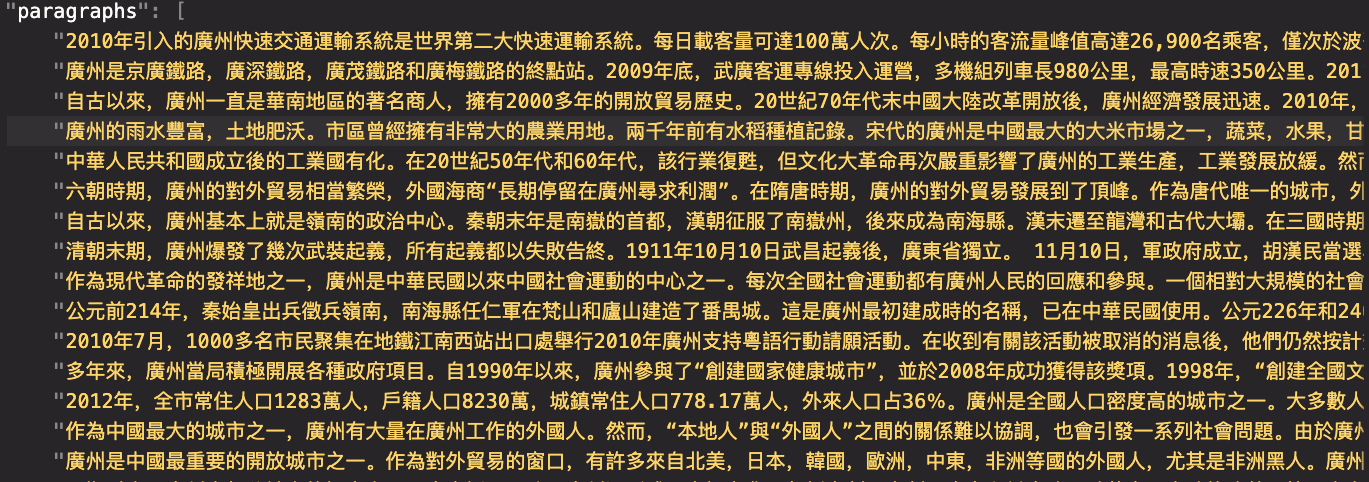 "paragraphs": [
"2010年引入的廣州快速交通運輸系統是世界第二大快速運輸系統。每日載客量可達100萬人次。每小時的客流量峰值高達26,900名乘客，僅次於波
"廣州是京廣鐵路，廣深鐵路，廣茂鐵路和廣梅鐵路的終點站。2009年底，武廣客運專線投入運營，多機組列車長980公里，最高時速350公里。201
"自古以來，廣州一直是華南地區的著名商人，擁有2000多年的開放貿易歷史。20世紀70年代末中國大陸改革開放後，廣州經濟發展迅速。2010年，
"廣州的雨水豐富，土地肥沃。市區曾經擁有非常大的農業用地。兩千年前有水稻種植記錄。宋代的廣州是中國最大的大米市場之一，蔬菜，水果，甘
"中華人民共和國成立後的工業國有化。在20世紀50年代和60年代，該行業復甦，但文化大革命再次嚴重影響了廣州的工業生產，工業發展放緩。然而
"六朝時期，廣州的對外貿易相當繁榮，外國海商“長期停留在廣州尋求利潤”。在隋唐時期，廣州的對外貿易發展到了頂峰。作為唐代唯一的城市，外
"自古以來，廣州基本上就是嶺南的政治中心。秦朝末年是南嶽的首都，漢朝征服了南嶽州，後來成為南海縣。漢末遷至龍灣和古代大壩。在三國時期
"清朝末期，廣州爆發了幾次武裝起義，所有起義都以失敗告終。1911年10月10日武昌起義後，廣東省獨立。 11月10日，軍政府成立，胡漢民當選
"作為現代革命的發祥地之一，廣州是中華民國以來中國社會運動的中心之一。每次全國社會運動都有廣州人民的回應和參與。一個相對大規模的社會
"公元前214年，秦始皇出兵徵兵嶺南，南海縣任仁軍在梵山和廬山建造了番禺城。這是廣州最初建成時的名稱，已在中華民國使用。公元226年和24
"2010年7月，1000多名市民聚集在地鐵江南西站出口處舉行2010年廣州支持粵語行動請願活動。在收到有關該活動被取消的消息後，他們仍然按計
"多年來，廣州當局積極開展各種政府項目。自1990年以來，廣州參與了“創建國家健康城市”，並於2008年成功獲得該獎項。1998年，“創建全國文
"2012年，全市常住人口1283萬人，戶籍人口8230萬，城鎮常住人口778.17萬人，外來人口占36%。廣州是全國人口密度高的城市之一。大多數人
"作為中國最大的城市之一，廣州有大量在廣州工作的外國人。然而，“本地人”與“外國人”之間的關係難以協調，也會引發一系列社會問題。由於廣州
"廣州是中國最重要的開放城市之一。作為對外貿易的窗口，有許多來自北美，日本，韓國，歐洲，中東，非洲等國的外國人，尤其是非洲黑人。廣州